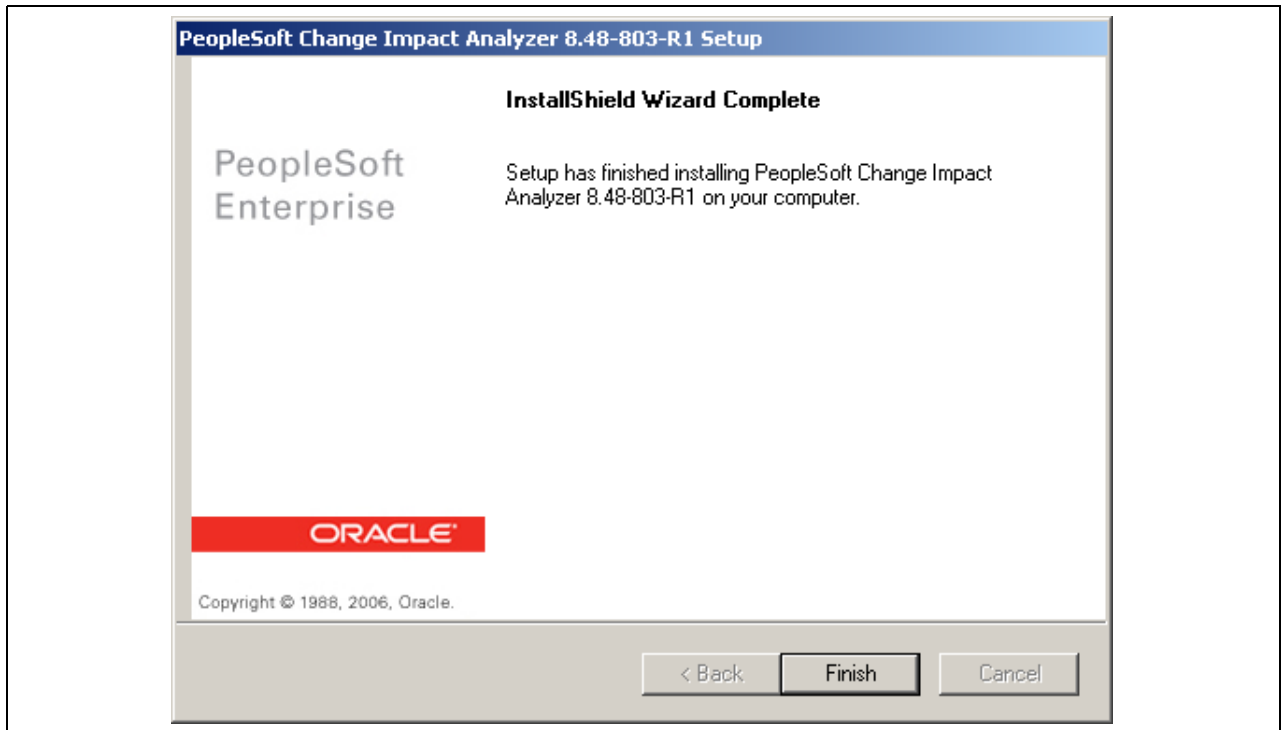 PeopleSoft Change Impact Analyzer 8.48-803-R1 Setup
InstallShield Wizard Complete
PeopleSoft
Enterprise
Setup has finished installing PeopleSoft Change Impact
Analyzer 8.48-803-R1 on your computer.
ORACLE
Copyright © 1988, 2006, Oracle.
< Back
Finish
Cancel